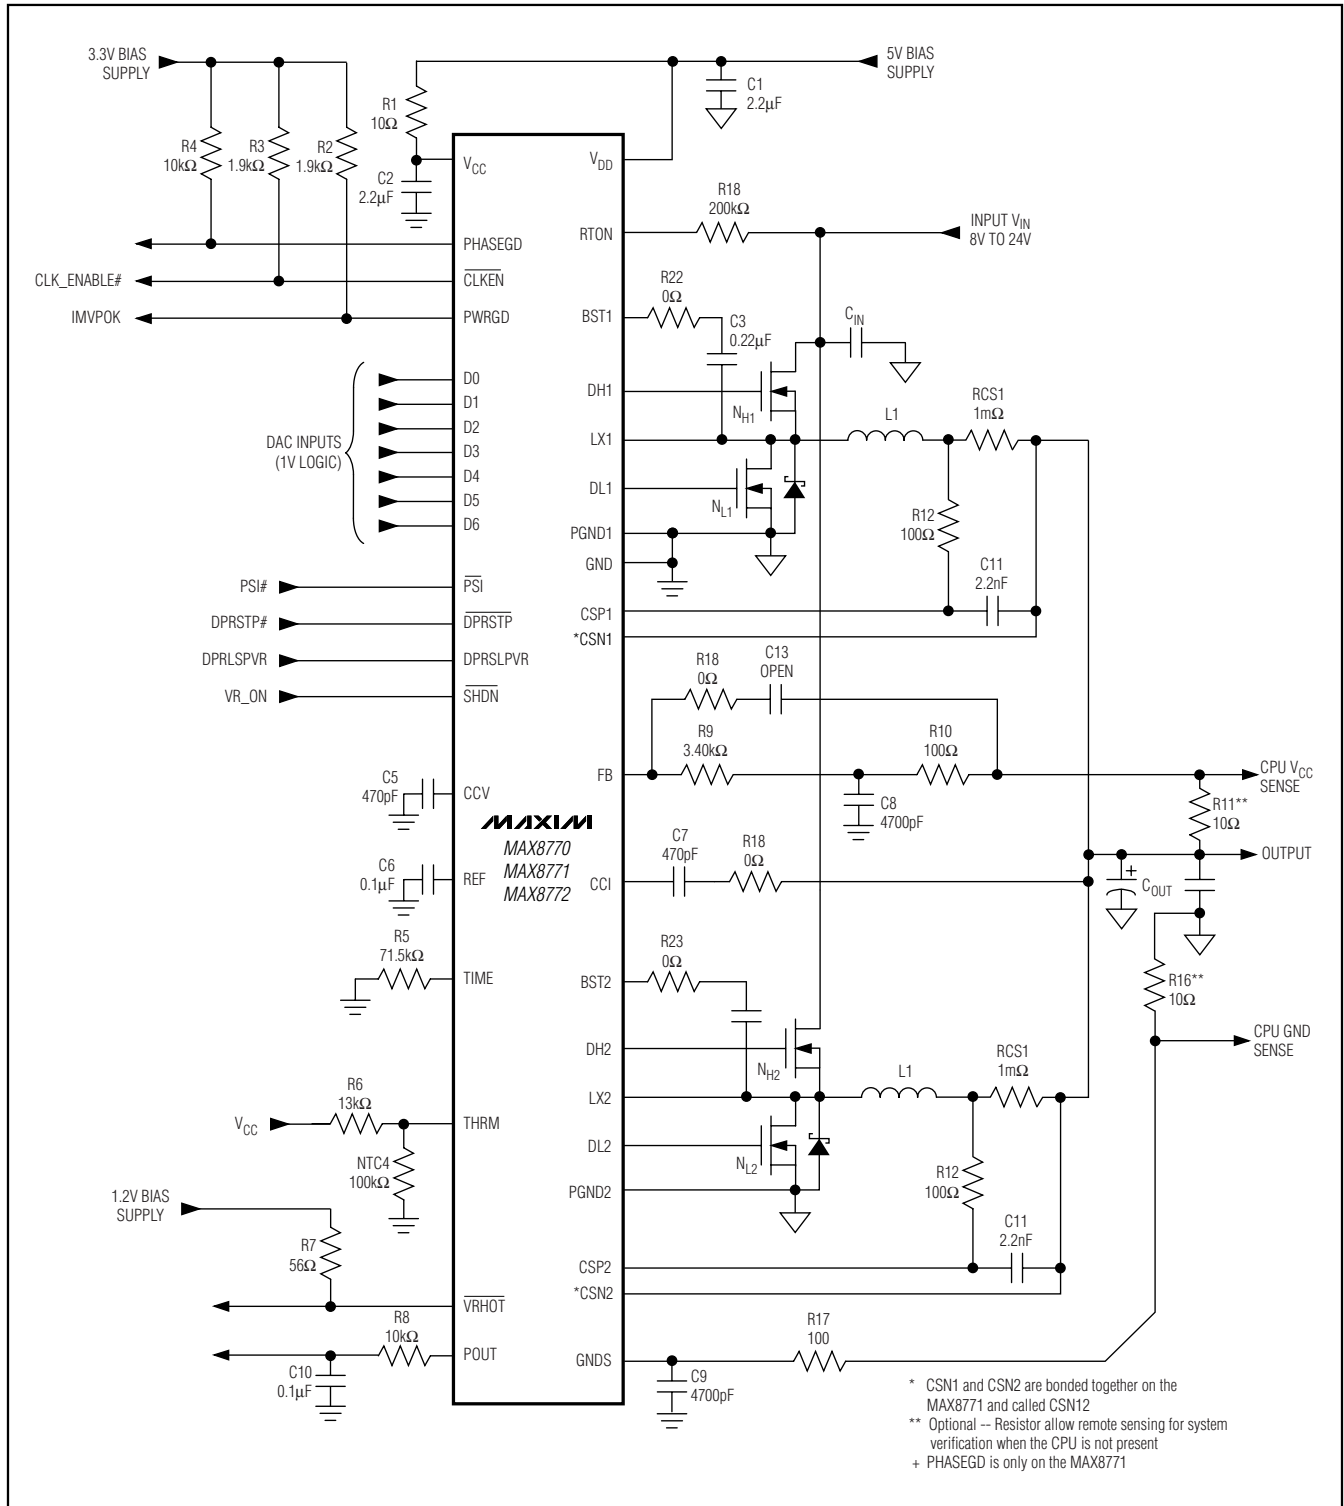 3.3V BIAS
SUPPLY
5V BIAS
SUPPLY
C1
2.2µF
R1
10Ω
R4
10kΩ
R3
1.9kΩ
R2
1.9kΩ
C2
2.2µF
VCC
VDD
R18
200kΩ
RTON
INPUT VIN
8V TO 24V
PHASEGD
CLK_ENABLE#
CLKEN
IMVPOK
PWRGD
R22
0Ω
BST1
C3
0.22µF
CIN
DH1
NH1
RCS1
1mΩ
L1
LX1
DL1
NL1
R12
100Ω
PGND1
GND
C11
2.2nF
CSP1
*CSN1
DAC INPUTS
(1V LOGIC)
D0
D1
D2
D3
D4
D5
D6
PSI#
PSI
DPRSTP#
DPRSTP
DPRLSPVR
DPRSLPVR
VR_ON
SHDN
R18
0Ω
C13
OPEN
R9
3.40kΩ
R10
100Ω
FB
CPU VCC
SENSE
C8
4700pF
R11**
10Ω
C5
470pF
CCV
MAXIM
MAX8770
MAX8771
MAX8772
C7
470pF
R18
0Ω
CCI
OUTPUT
COUT
+
C6
0.1µF
REF
R5
71.5kΩ
TIME
R23
0Ω
BST2
R16**
10Ω
DH2
NH2
CPU GND
SENSE
RCS1
1mΩ
L1
LX2
R6
13kΩ
VCC
THRM
NTC4
100kΩ
DL2
NL2
R12
100Ω
PGND2
1.2V BIAS
SUPPLY
R7
56Ω
C11
2.2nF
CSP2
*CSN2
VRHOT
R8
10kΩ
POUT
C10
0.1µF
R17
100
GNDS
C9
4700pF
* CSN1 and CSN2 are bonded together on the
MAX8771 and called CSN12
** Optional -- Resistor allow remote sensing for system
verification when the CPU is not present
+ PHASEGD is only on the MAX8771